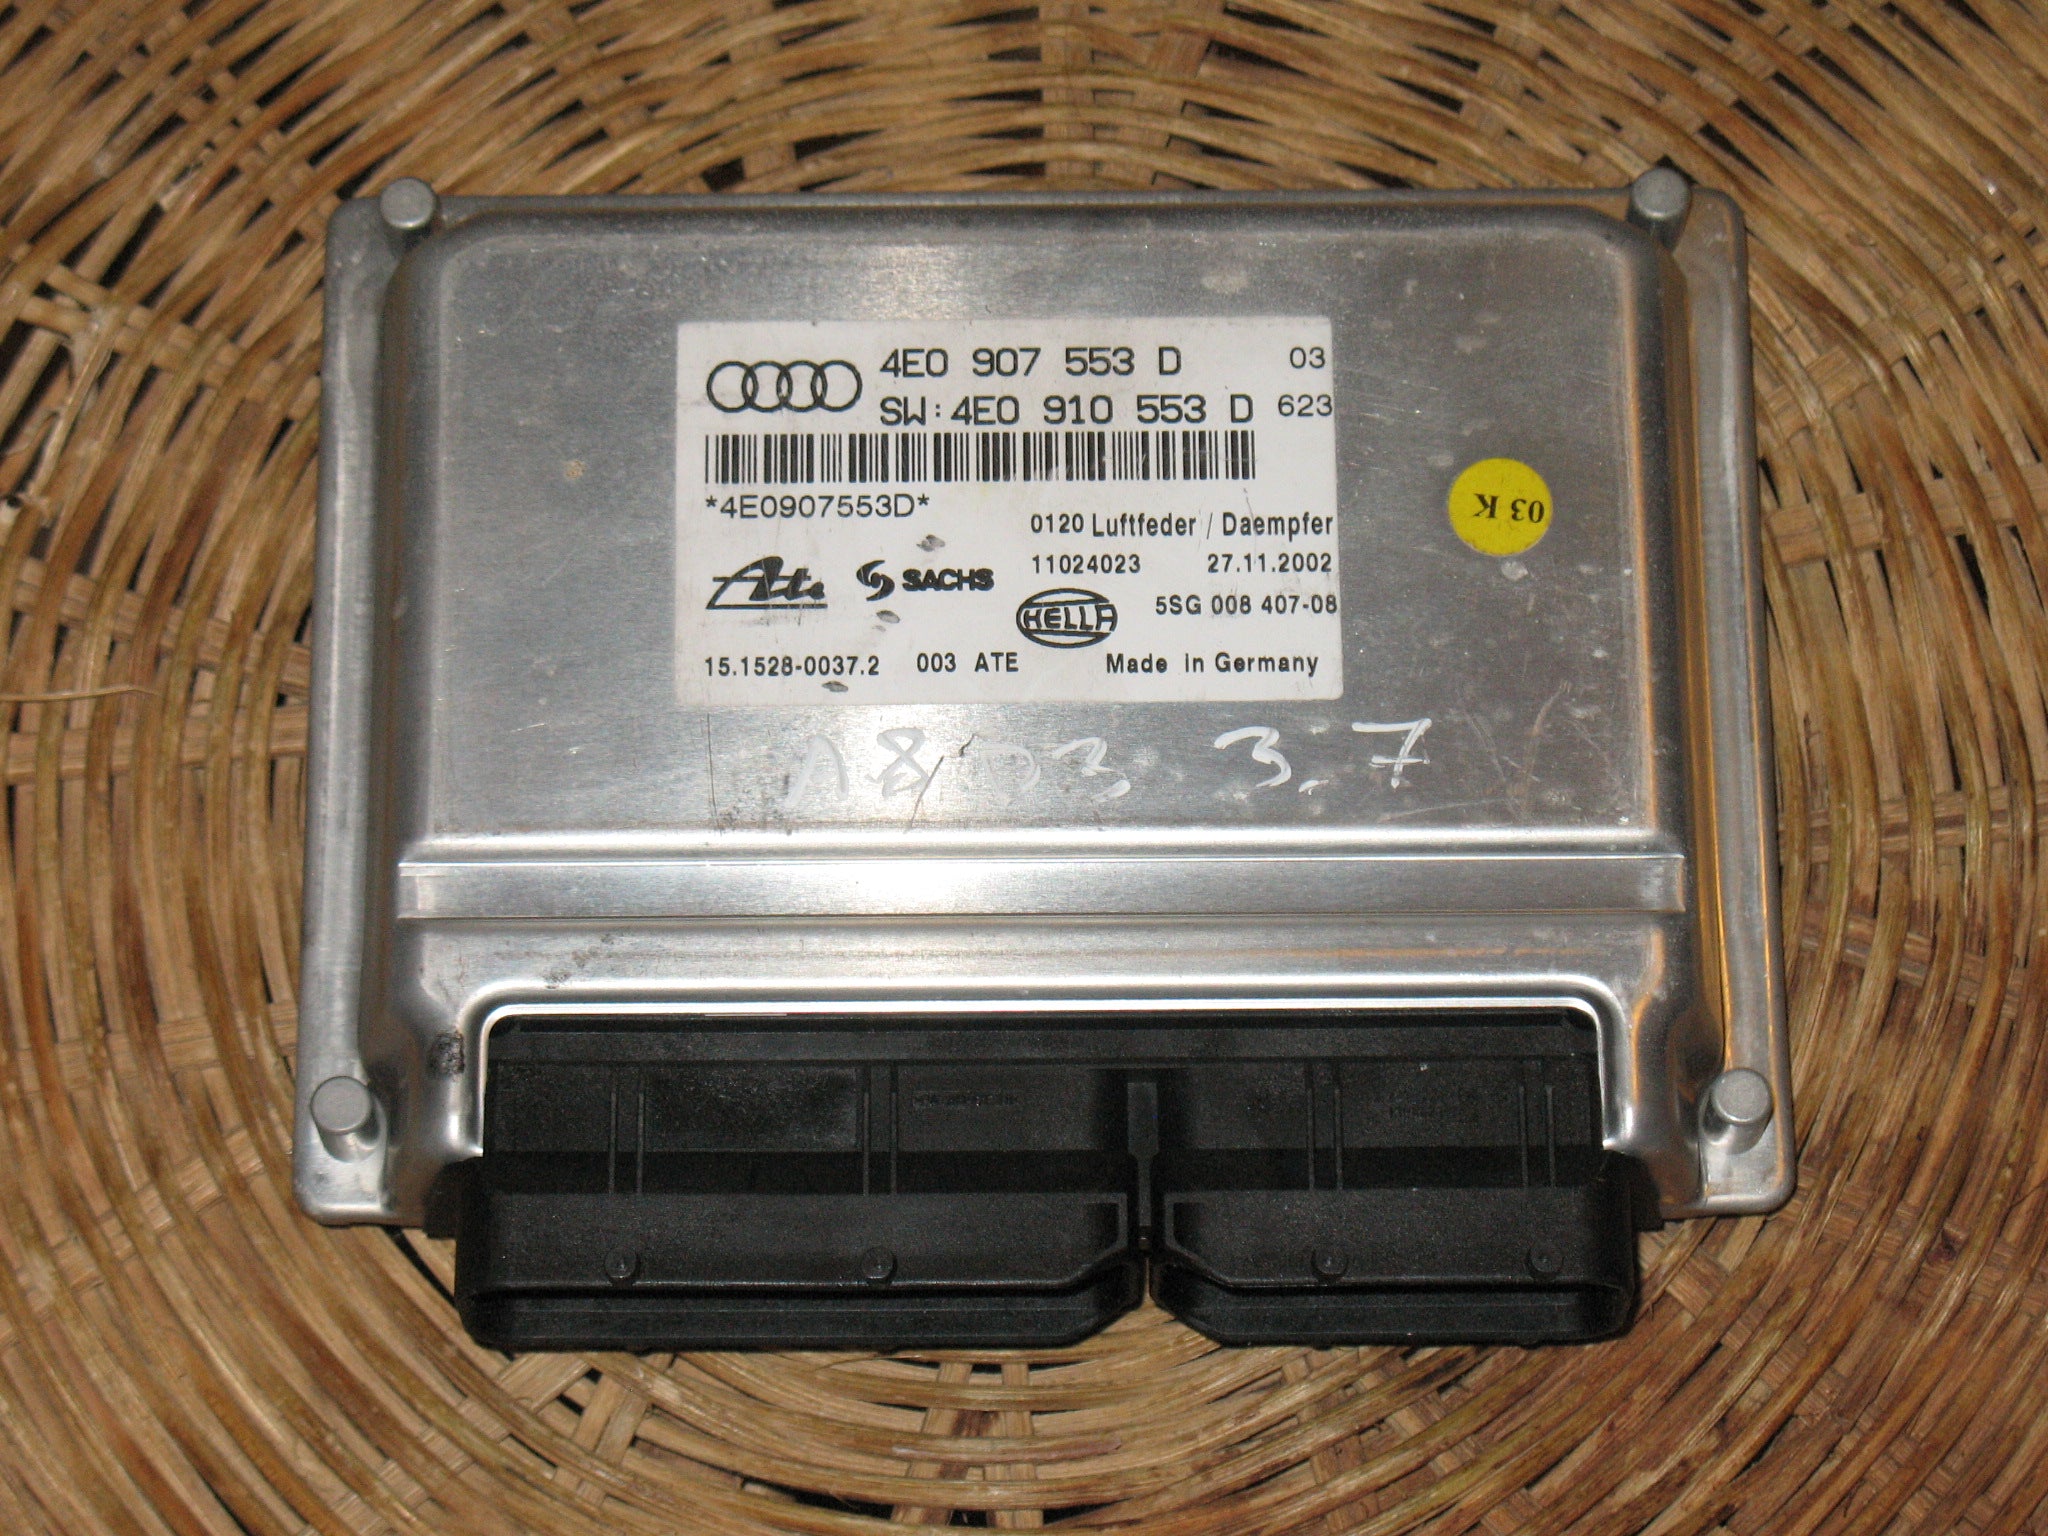 4E0 907 553 D 03
SW:4E0 910 553 D 623
*4E0907553D*
0120 Luftfeder / Daempfer
11024023 27.11.2002
Ate SACHS
HELLA 5SG 008 407-08
15.1528-0037.2 003 ATE Made in Germany
03 K
A8 D3 3.7